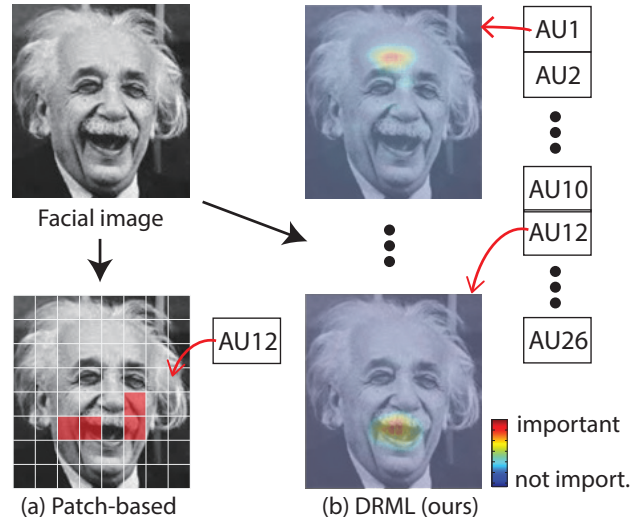 Facial image
AU12
(a) Patch-based
AU1
AU2
AU10
AU12
AU26
important
not import.
(b) DRML (ours)